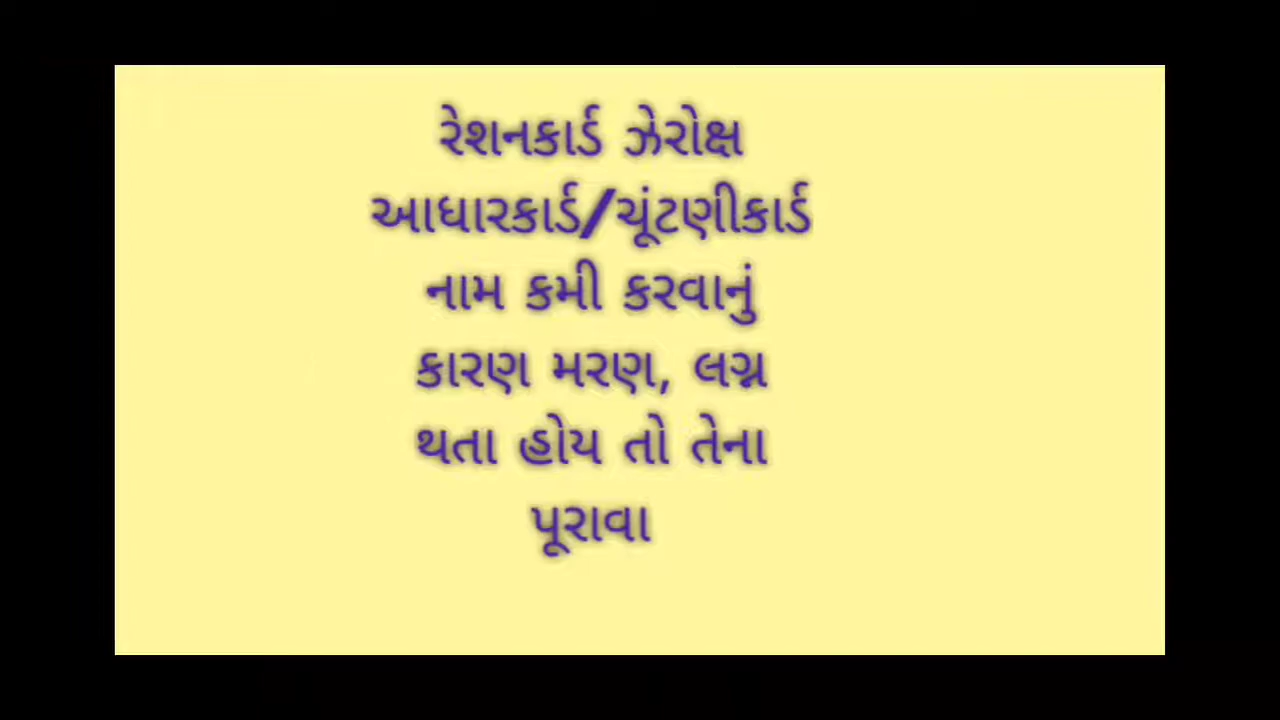 રેશનકાર્ડ ઝેરોક્ષ
આધારકાર્ડ/ચૂંટણીકાર્ડ
નામ કમી કરવાનું
કારણ મરણ, લગ્ન
થતા હોય તો તેના
પૂરાવા